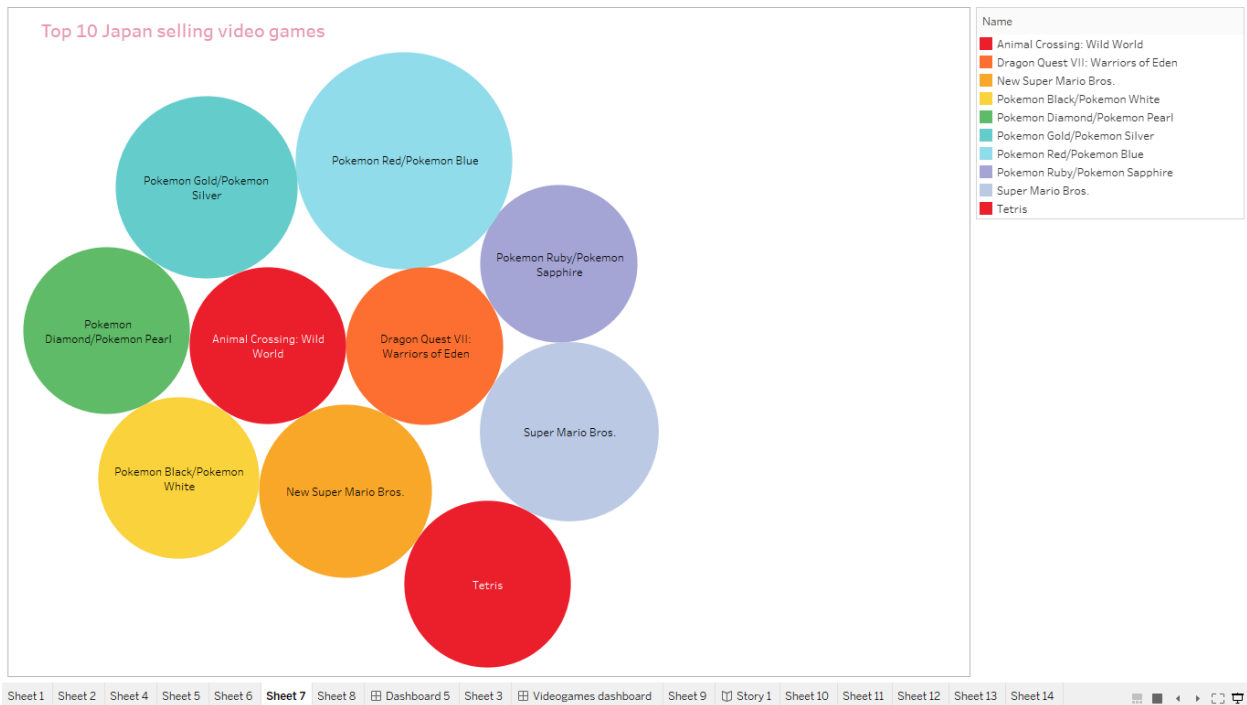 Top 10 Japan selling video games
Pokemon Red/Pokemon Blue
Pokemon Gold/Pokemon
Silver
Pokemon Ruby/Pokemon
Sapphire
Pokemon
Diamond/Pokemon Pearl
Animal Crossing: Wild
World
Dragon Quest VII:
Warriors of Eden
Super Mario Bros.
Pokemon Black/Pokemon
White
New Super Mario Bros.
Tetris
Name
Animal Crossing: Wild World
Dragon Quest VII: Warriors of Eden
New Super Mario Bros.
Pokemon Black/Pokemon White
Pokemon Diamond/Pokemon Pearl
Pokemon Gold/Pokemon Silver
Pokemon Red/Pokemon Blue
Pokemon Ruby/Pokemon Sapphire
Super Mario Bros.
Tetris
Sheet 1 Sheet 2 Sheet 4 Sheet 5 Sheet 6 Sheet 7 Sheet 8 Dashboard 5 Sheet 3 Videogames dashboard Sheet 9 Story 1 Sheet 10 Sheet 11 Sheet 12 Sheet 13 Sheet 14